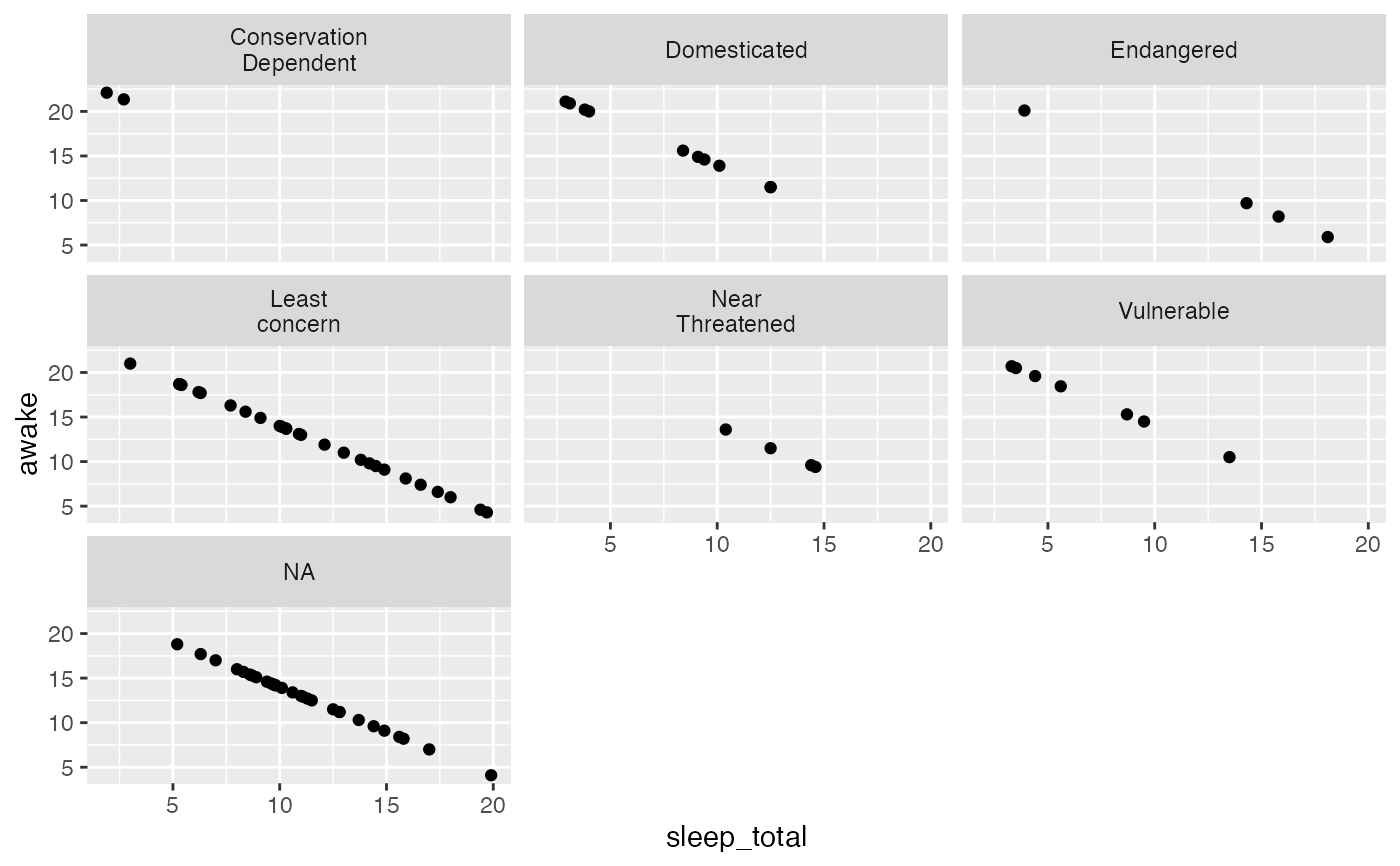 Conservation
Dependent
Domesticated
Endangered
20
15
10
5
Least
concern
Near
Threatened
Vulnerable
20
15
10
5
5 10 15 20
5 10 15 20
NA
20
15
10
5
5 10 15 20
awake
sleep_total